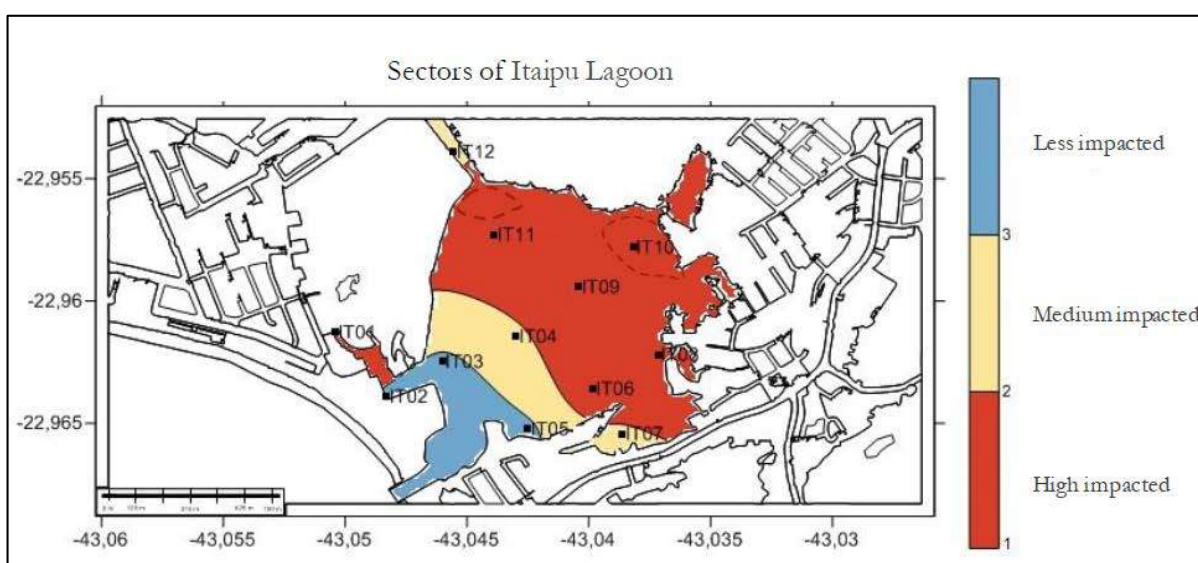 Sectors of Itaipu Lagoon
-43,06
-43,055
-43,05
-43,045
-43,04
-43,035
-43,03
-22,955
-22,96
-22,965
IT12
IT11
IT10
IT09
IT01
IT04
IT03
IT06
IT02
IT05
IT07
Less impacted
3
Medium impacted
2
High impacted
1
0 m